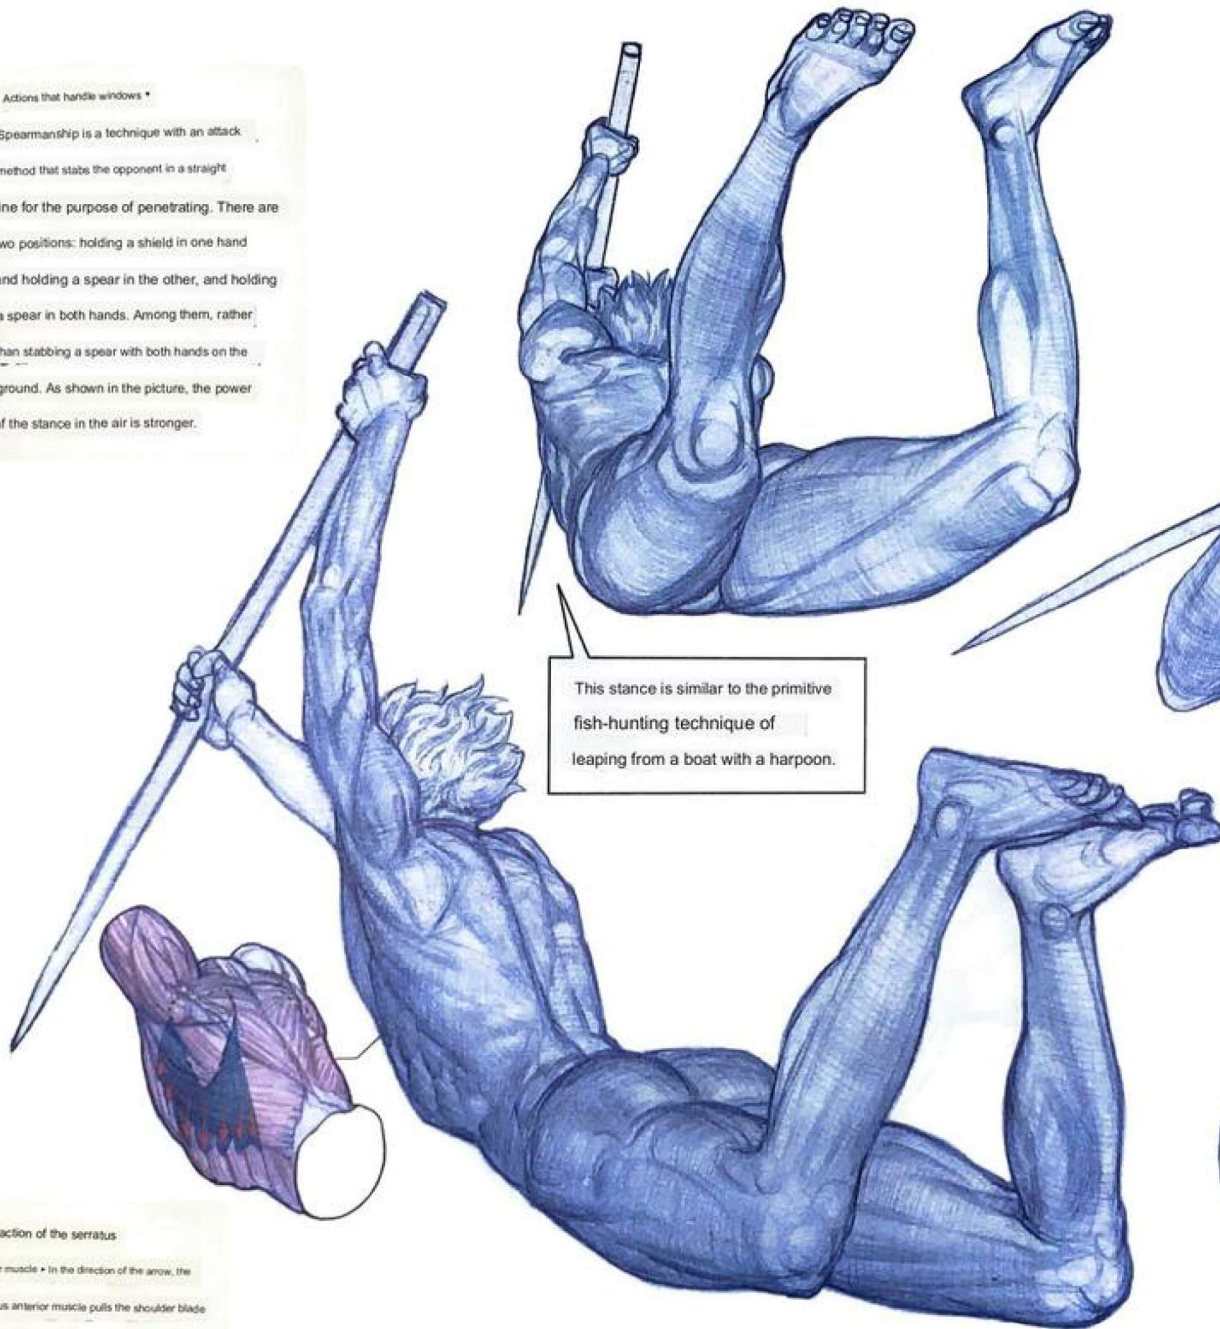 Actions that handle windows •
Spearmanship is a technique with an attack
method that stabs the opponent in a straight
ine for the purpose of penetrating. There are
wo positions: holding a shield in one hand
nd holding a spear in the other, and holding
a spear in both hands. Among them, rather
han stabbing a spear with both hands on the
ground. As shown in the picture, the power
f the stance in the air is stronger.
This stance is similar to the primitive
fish-hunting technique of
leaping from a boat with a harpoon.
action of the serratus
r muscle • In the direction of the arrow, the
us anterior muscle pulls the shoulder blade